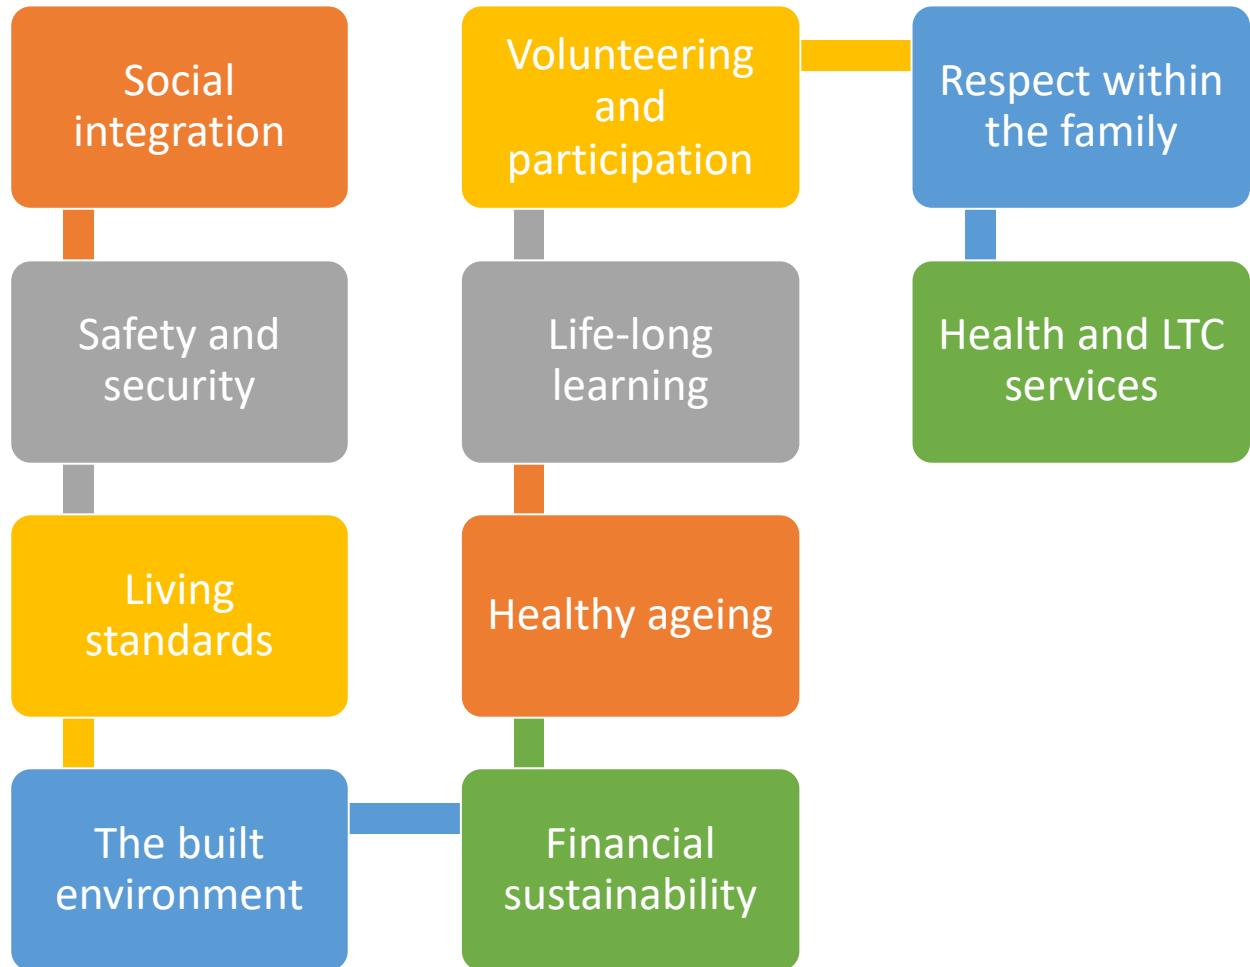 Social
integration
Safety and
security
Living
standards
The built
environment
Financial
sustainability
Healthy ageing
Life-long
learning
Volunteering
and
participation
Respect within
the family
Health and LTC
services